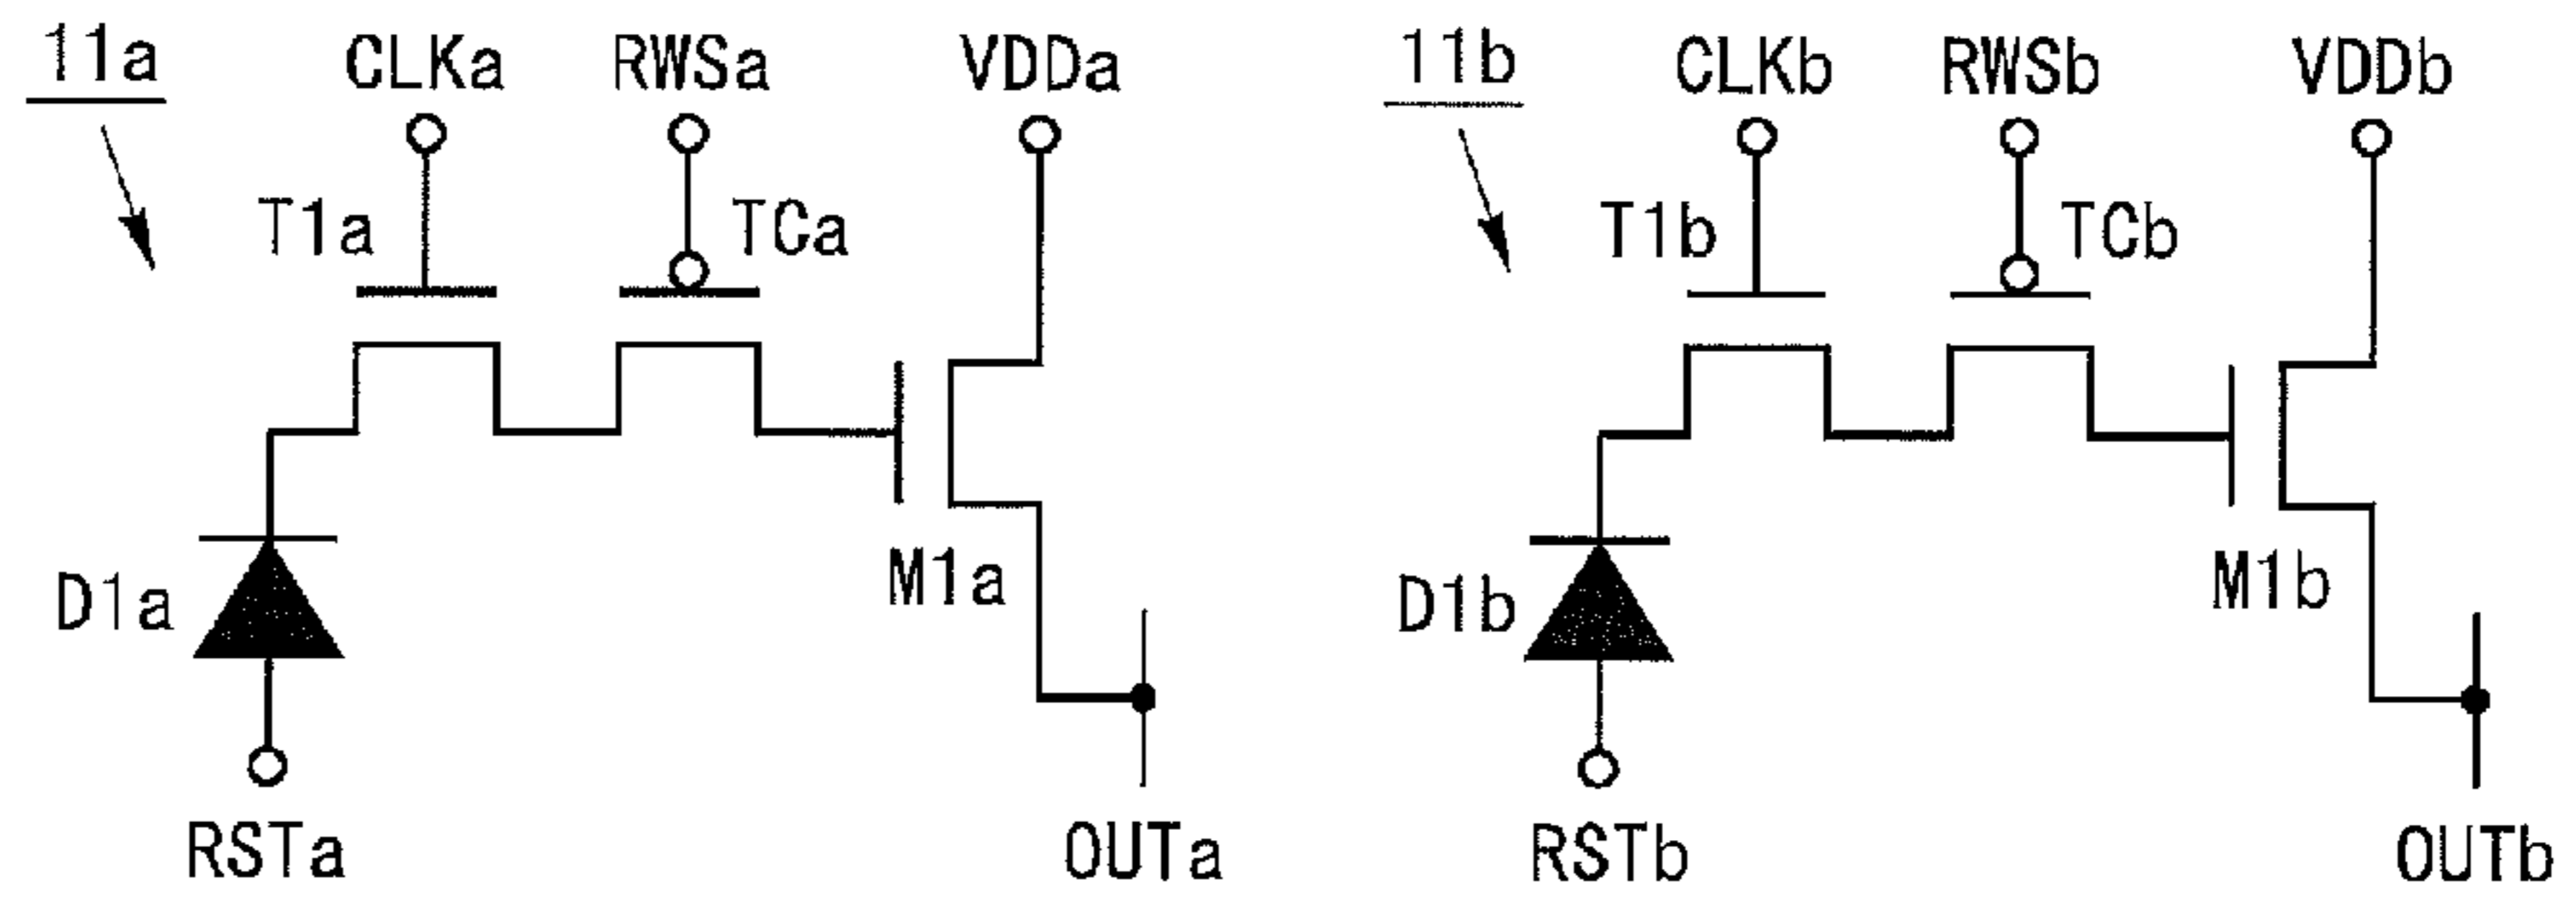 11a CLKa RWSa VDDa
T1a TCa
D1a M1a
RSTa OUTa
11b CLKb RWSb VDDb
T1b TCb
D1b M1b
RSTb OUTb